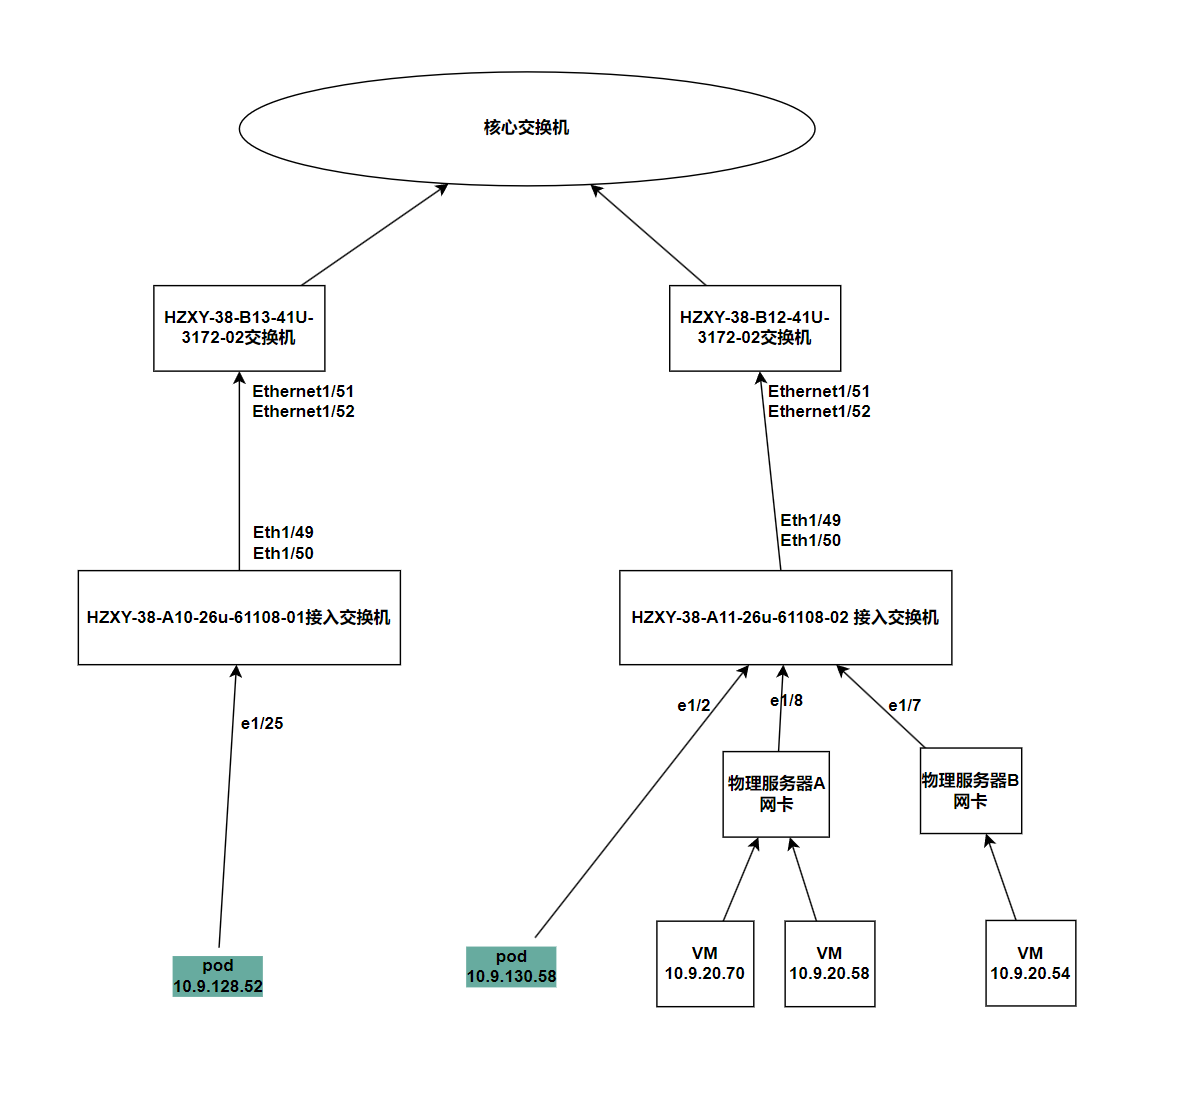 核心交换机
HZXY-38-B13-41U-
3172-02交换机
HZXY-38-B12-41U-
3172-02交换机
Ethernet1/51
Ethernet1/52
Ethernet1/51
Ethernet1/52
Eth1/49
Eth1/50
Eth1/49
Eth1/50
HZXY-38-A10-26u-61108-01接入交换机
HZXY-38-A11-26u-61108-02 接入交换机
e1/25
e1/2
e1/8
e1/7
物理服务器A
网卡
物理服务器B
网卡
pod
10.9.128.52
pod
10.9.130.58
VM
10.9.20.70
VM
10.9.20.58
VM
10.9.20.54